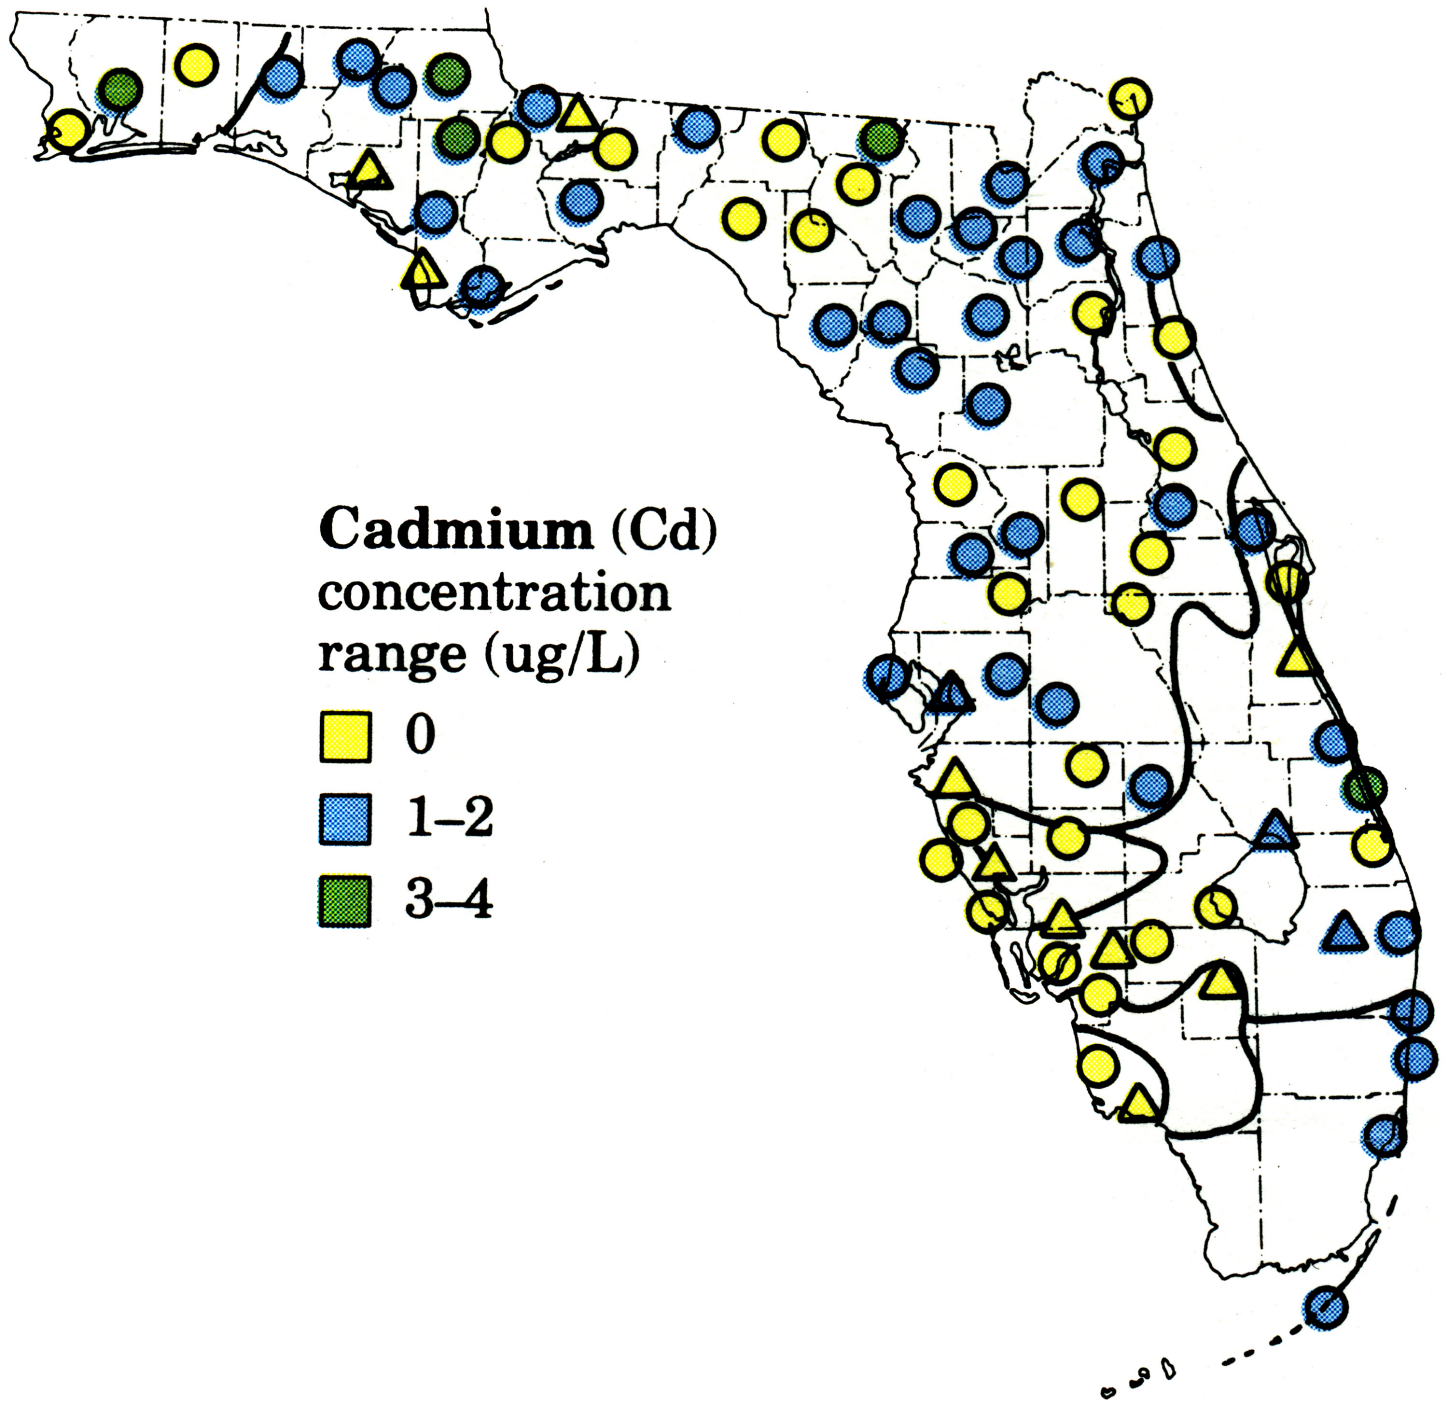 Cadmium (Cd)
concentration
range (ug/L)
0
1–2
3–4